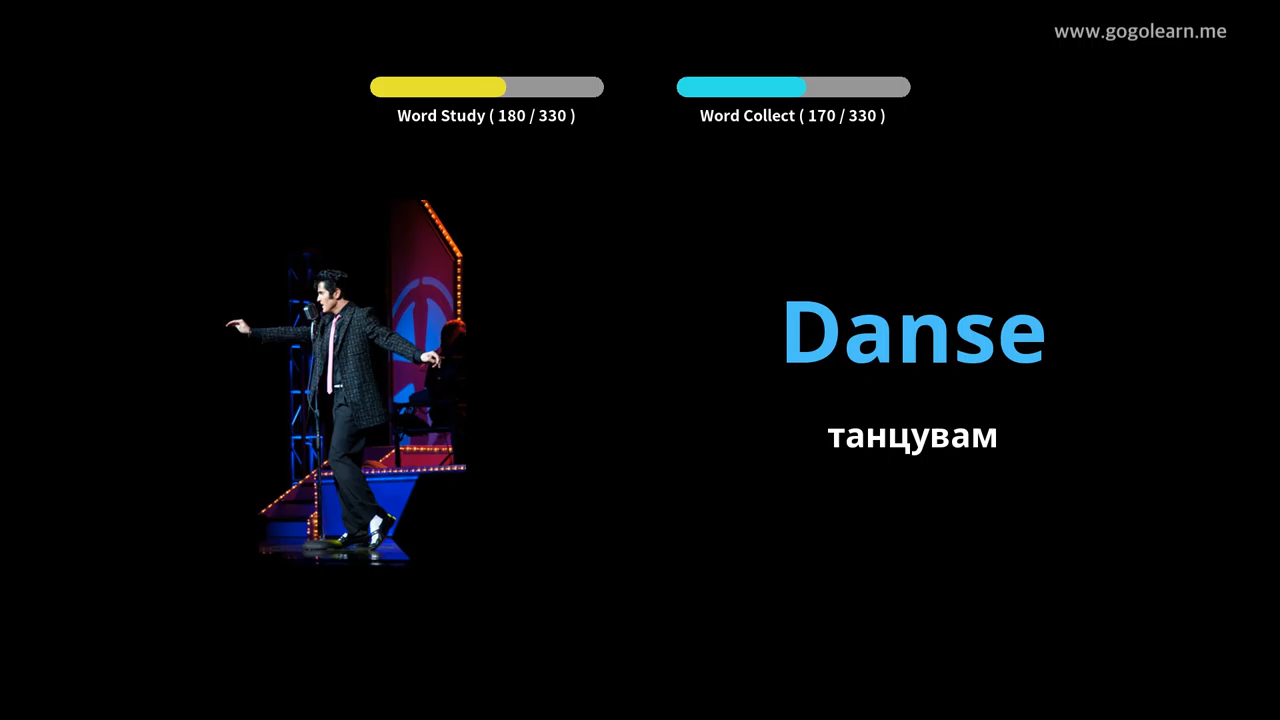 www.gogolearn.me
Word Study ( 180 / 330 )
Word Collect ( 170 / 330 )
Danse
танцувам